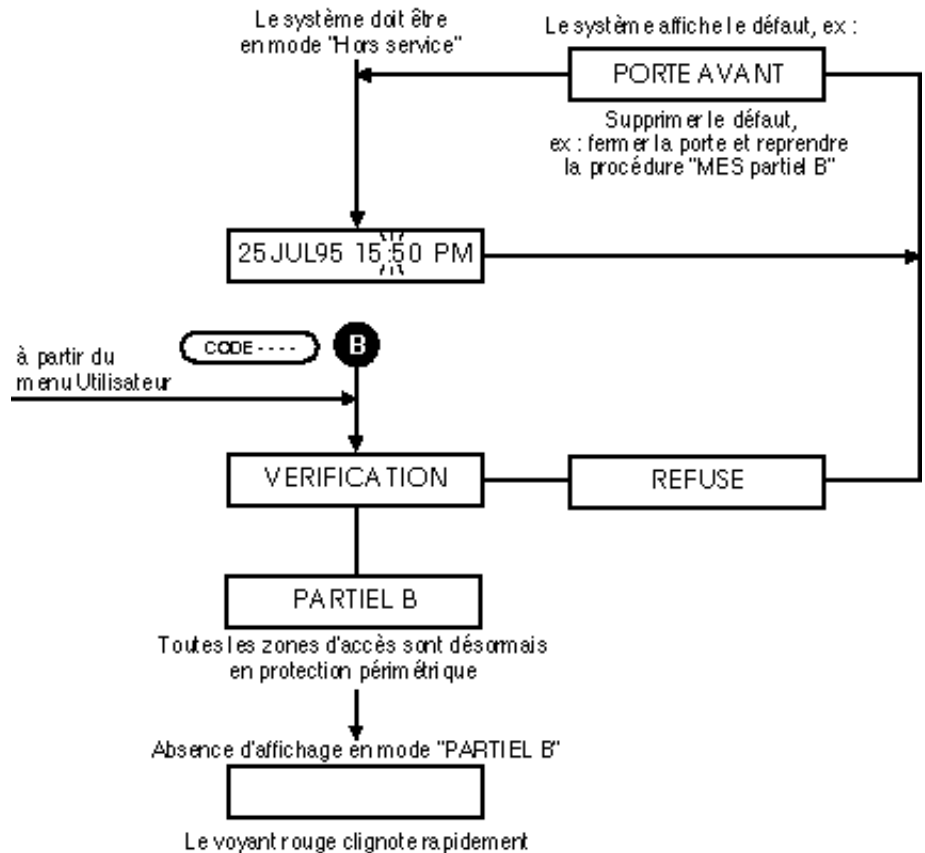 Le système doit être
en mode "Hors service"
Le système affiche le défaut, ex :
PORTE AVANT
Supprimer le défaut,
ex : fermer la porte et reprendre
la procédure "MES partiel B"
25 JUL95 15:50 PM
CODE - - - -
B
à partir du
menu Utilisateur
VERIFICATION
REFUSE
PARTIEL B
Toutes les zones d'accès sont désormais
en protection périmétrique
Absence d'affichage en mode "PARTIEL B"
Le voyant rouge clignote rapidement